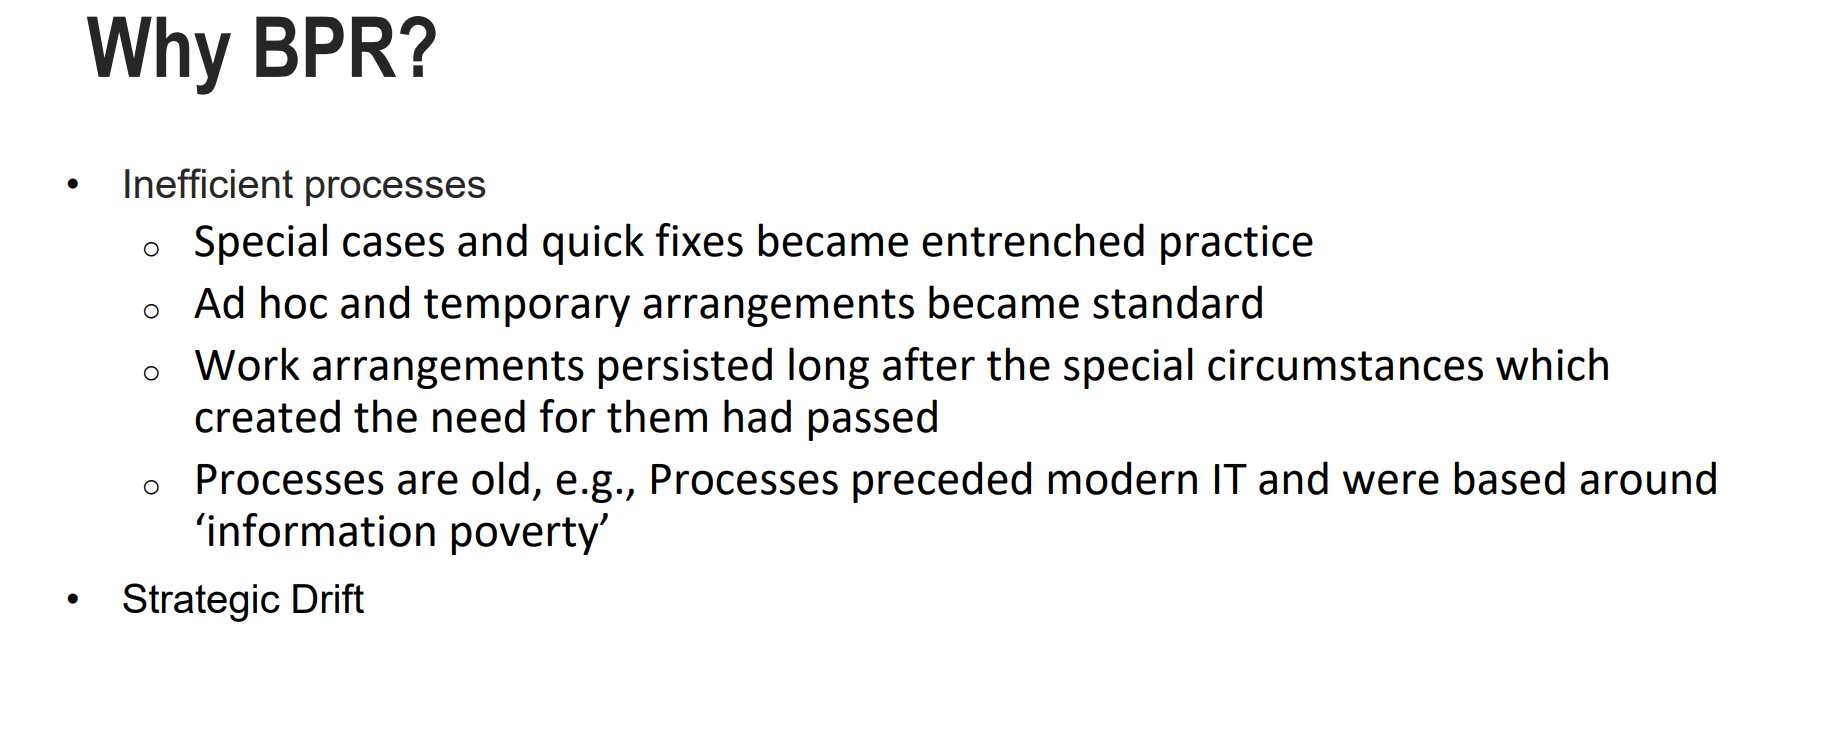 Why BPR?
• Inefficient processes
o Special cases and quick fixes became entrenched practice
o Ad hoc and temporary arrangements became standard
o Work arrangements persisted long after the special circumstances which
created the need for them had passed
o Processes are old, e.g., Processes preceded modern IT and were based around
‘information poverty’
• Strategic Drift